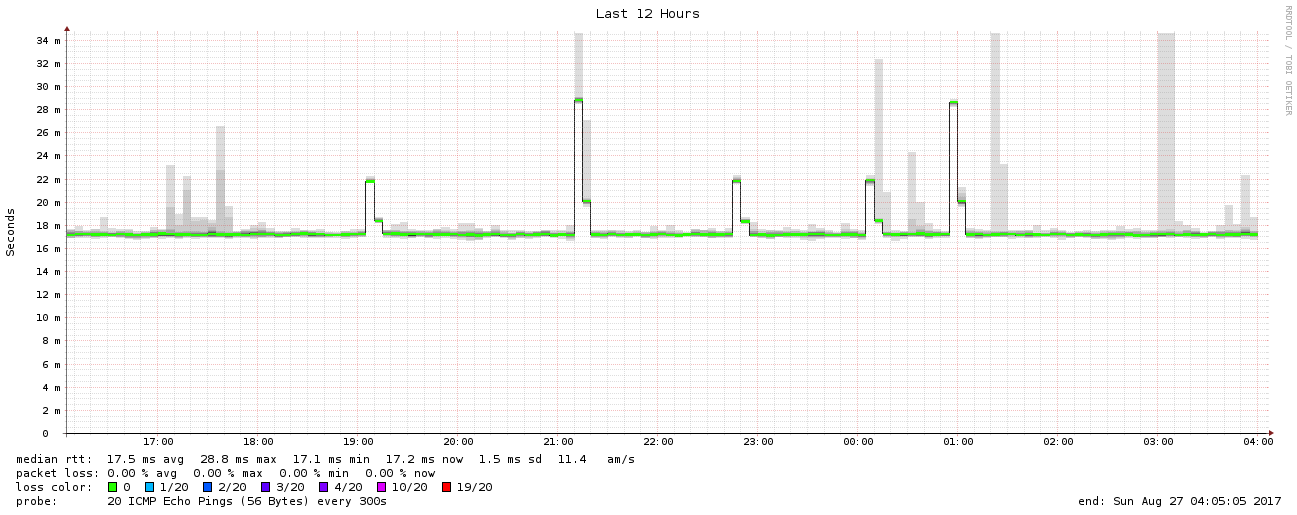 Last 12 Hours
RRDTOOL / TOBI OETIKER
Seconds
34 m
32 m
30 m
28 m
26 m
24 m
22 m
20 m
18 m
16 m
14 m
12 m
10 m
8 m
6 m
4 m
2 m
0
17:00 18:00 19:00 20:00 21:00 22:00 23:00 00:00 01:00 02:00 03:00 04:00
median rtt: 17.5 ms avg 28.8 ms max 17.1 ms min 17.2 ms now 1.5 ms sd 11.4 am/s
packet loss: 0.00 % avg 0.00 % max 0.00 % min 0.00 % now
loss color: 0 1/20 2/20 3/20 4/20 10/20 19/20
probe: 20 ICMP Echo Pings (56 Bytes) every 300s end: Sun Aug 27 04:05:05 2017